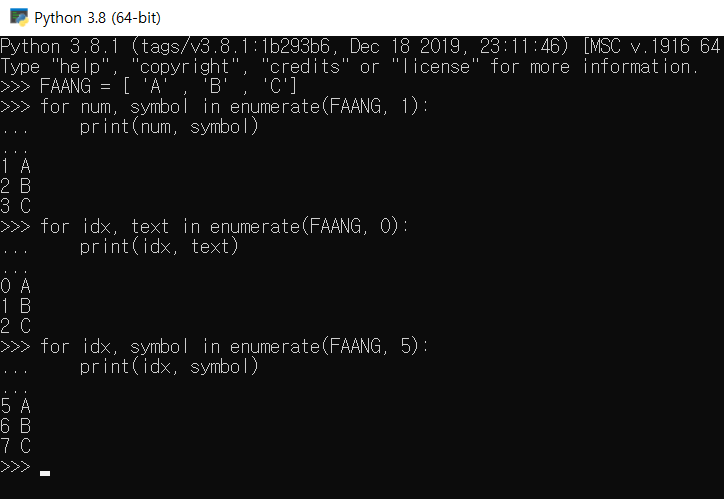 Python 3.8 (64-bit)
Python 3.8.1 (tags/v3.8.1:1b293b6, Dec 18 2019, 23:11:46) [MSC v.1916 64
Type "help", "copyright", "credits" or "license" for more information.
>>> FAANG = [ 'A' , 'B' , 'C']
>>> for num, symbol in enumerate(FAANG, 1):
...     print(num, symbol)
...
1 A
2 B
3 C
>>> for idx, text in enumerate(FAANG, 0):
...     print(idx, text)
...
0 A
1 B
2 C
>>> for idx, symbol in enumerate(FAANG, 5):
...     print(idx, symbol)
...
5 A
6 B
7 C
>>>